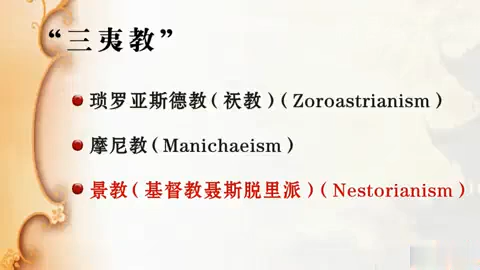 “三夷教”
琐罗亚斯德教（祆教）（Zoroastrianism）
摩尼教（Manichaeism）
景教（基督教聂斯脱里派）（Nestorianism）